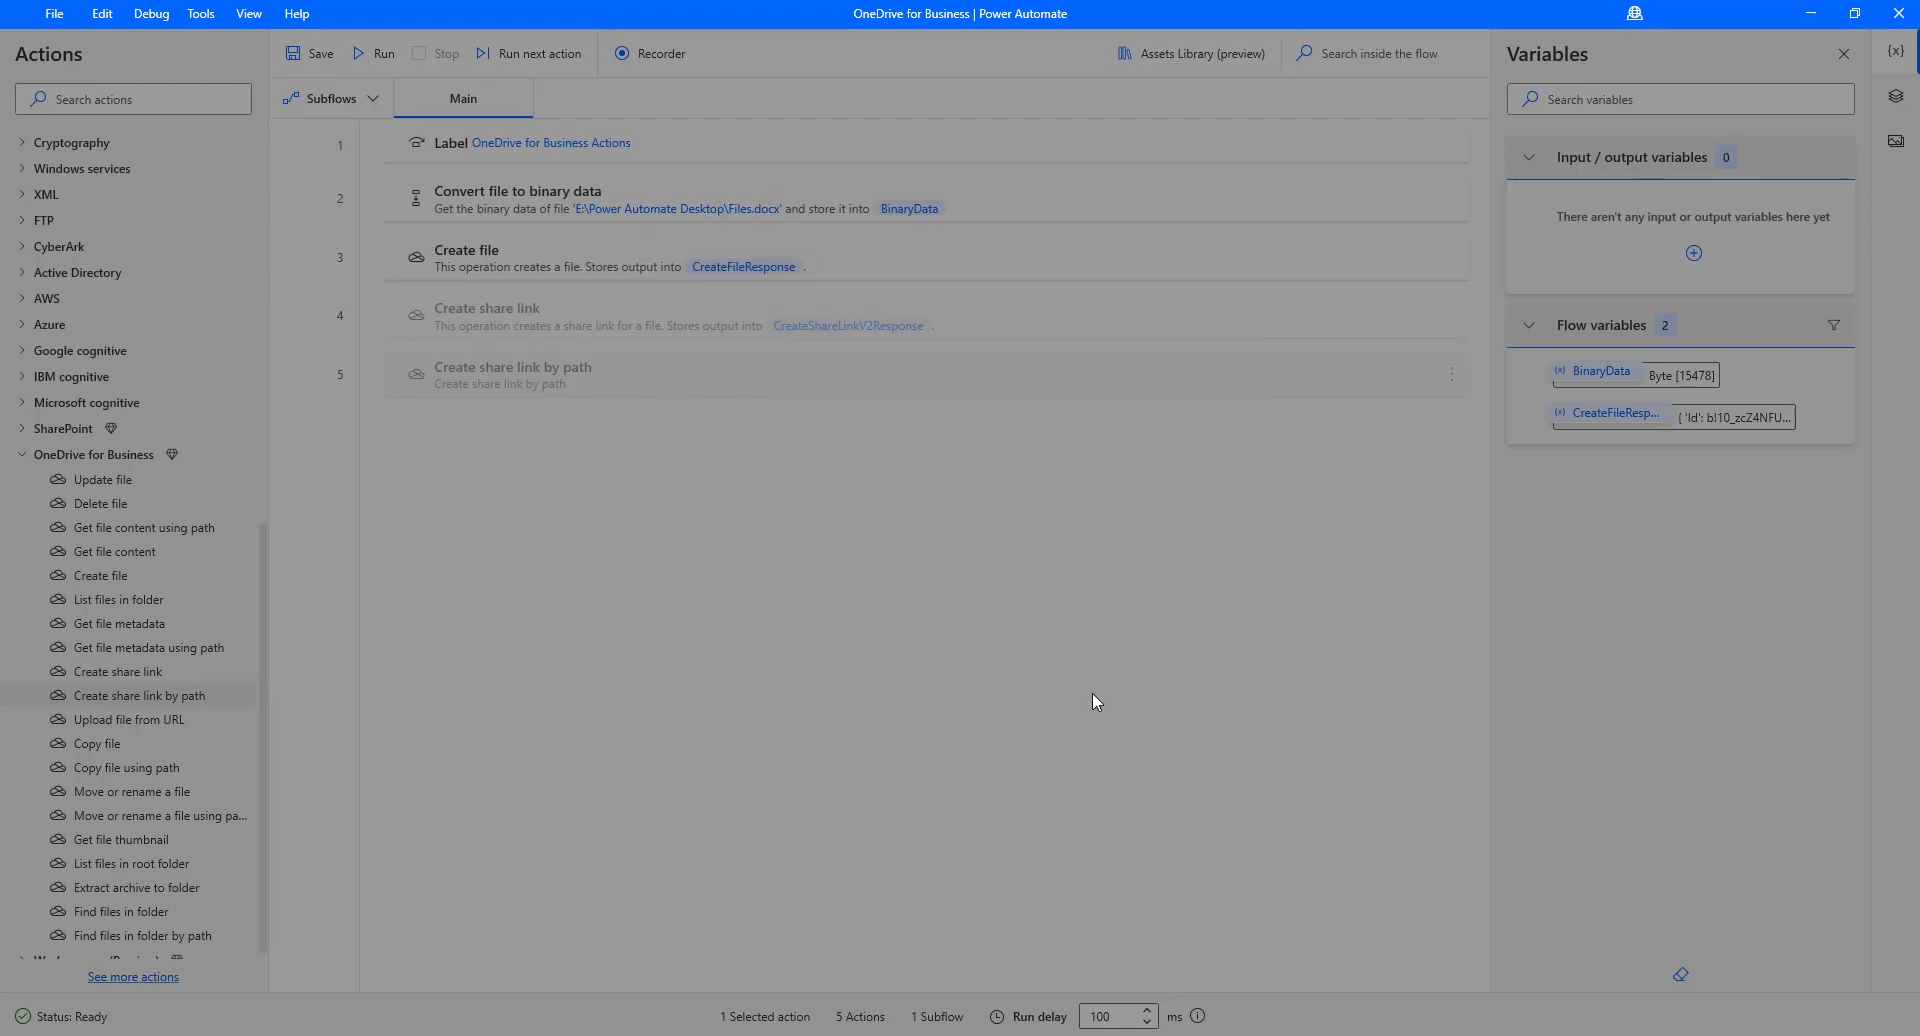 File Edit Debug Tools View Help
OneDrive for Business | Power Automate
Actions
Search actions
Cryptography
Windows services
XML
FTP
CyberArk
Active Directory
AWS
Azure
Google cognitive
IBM cognitive
Microsoft cognitive
SharePoint
OneDrive for Business
Update file
Delete file
Get file content using path
Get file content
Create file
List files in folder
Get file metadata
Get file metadata using path
Create share link
Create share link by path
Upload file from URL
Copy file
Copy file using path
Move or rename a file
Move or rename a file using pa...
Get file thumbnail
List files in root folder
Extract archive to folder
Find files in folder
Find files in folder by path
See more actions
Save Run Stop Run next action Recorder
Assets Library (preview) Search inside the flow
Subflows Main
1 Label OneDrive for Business Actions
2 Convert file to binary data
Get the binary data of file 'E:\Power Automate Desktop\Files.docx' and store it into BinaryData
3 Create file
This operation creates a file. Stores output into CreateFileResponse .
4 Create share link
This operation creates a share link for a file. Stores output into CreateShareLinkV2Response .
5 Create share link by path
Create share link by path
Variables
{x}
Search variables
Input / output variables 0
There aren't any input or output variables here yet
Flow variables 2
(x) BinaryData Byte [15478]
(x) CreateFileResp... { 'Id': b!10_zcZ4NFU...
Status: Ready
1 Selected action 5 Actions 1 Subflow Run delay 100 ms